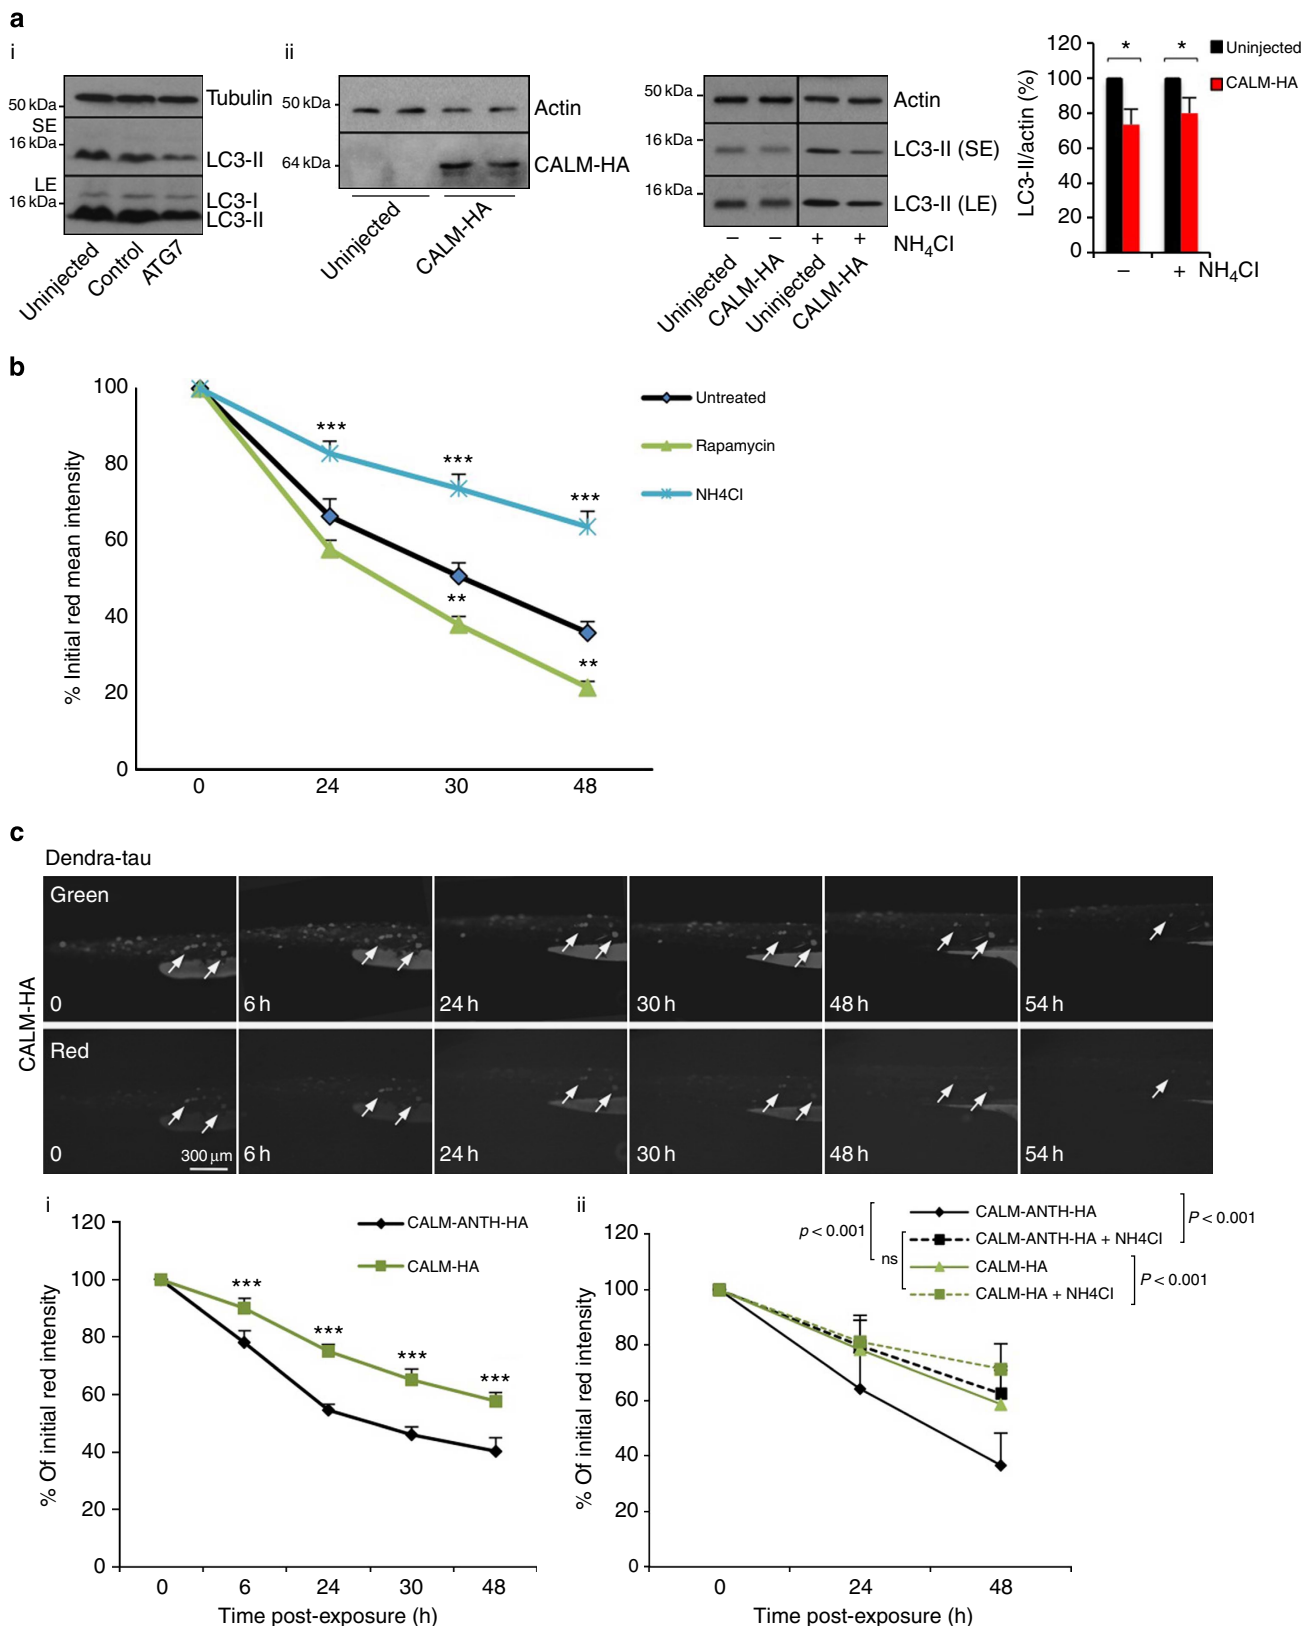 a
i
Tubulin
50 kDa
SE
16 kDa
LC3-II
LE
16 kDa
LC3-I
LC3-II
Uninjected
Control
ATG7
ii
50 kDa
Actin
64 kDa
CALM-HA
Uninjected
CALM-HA
50 kDa
Actin
16 kDa
LC3-II (SE)
16 kDa
LC3-II (LE)
– – + + NH4Cl
Uninjected
CALM-HA
Uninjected
CALM-HA
LC3-II/actin (%)
120
100
80
60
40
20
0
* *
Uninjected
CALM-HA
– + NH4Cl
b
% Initial red mean intensity
100
80
60
40
20
0
*** *** ***
** **
0 24 30 48
Untreated
Rapamycin
NH4Cl
c
Dendra-tau
CALM-HA
Green
0 6 h 24 h 30 h 48 h 54 h
Red
0 300 µm 6 h 24 h 30 h 48 h 54 h
i
% Of initial red intensity
120
100
80
60
40
20
0
*** *** *** ***
CALM-ANTH-HA
CALM-HA
0 6 24 30 48
Time post-exposure (h)
ii
p < 0.001
ns
CALM-ANTH-HA
CALM-ANTH-HA + NH4Cl
CALM-HA
CALM-HA + NH4Cl
P < 0.001
P < 0.001
% Of initial red intensity
120
100
80
60
40
20
0
0 24 48
Time post-exposure (h)